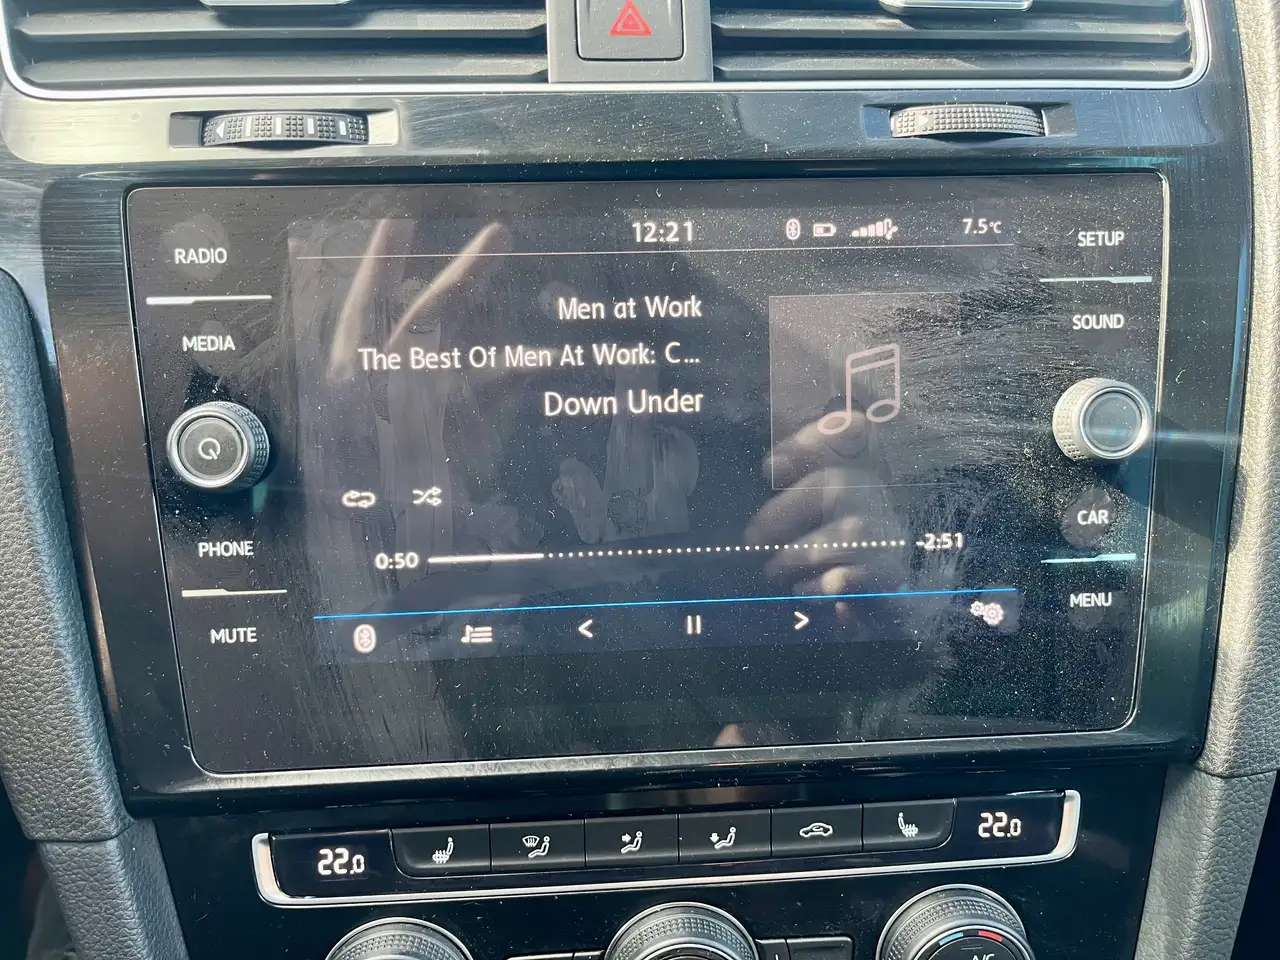 12:21
7.5°C
RADIO
MEDIA
PHONE
MUTE
Men at Work
The Best Of Men At Work: C...
Down Under
0:50
-2:51
SETUP
SOUND
CAR
MENU
22.0
22.0
A/C